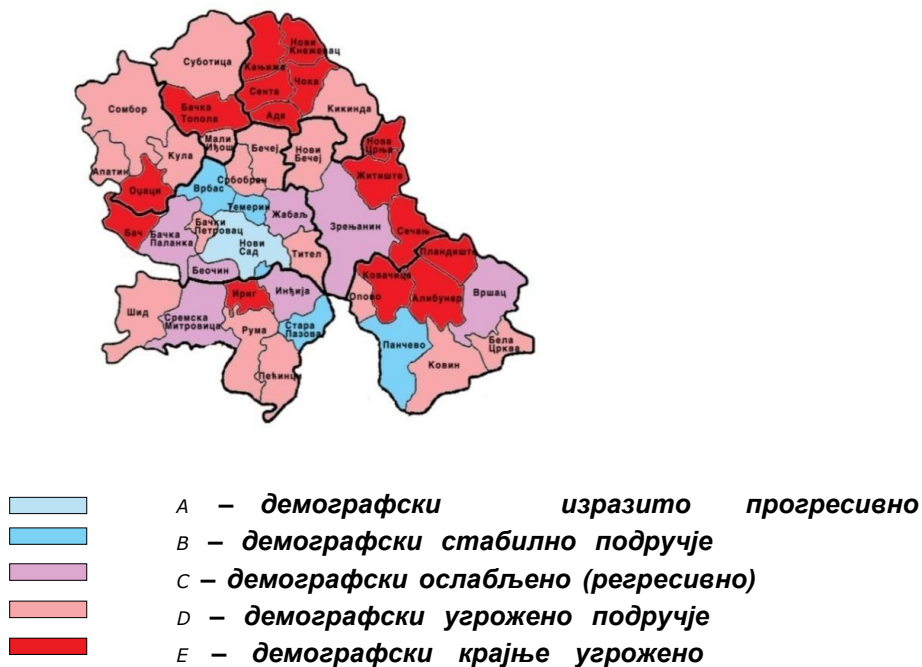 Суботица
Кањижа
Нови
Кнежевац
Сента
Чока
Ада
Кикинда
Сомбор
Бачка
Топола
Мали
Иђош
Бечеј
Нови
Бечеј
Нова
Црња
Апатин
Кула
Србобран
Житиште
Оџаци
Врбас
Темерин
Жабаљ
Зрењанин
Сечањ
Бач
Бачка
Паланка
Бачки
Петровац
Нови
Сад
Тител
Пландиште
Беочин
Ковачица
Опово
Алибунар
Вршац
Шид
Сремска
Митровица
Ириг
Инђија
Рума
Стара
Пазова
Панчево
Бела
Црква
Ковин
Пећинци
A – демографски изразито прогресивно
B – демографски стабилно подручје
C – демографски ослабљено (регресивно)
D – демографски угрожено подручје
E – демографски крајње угрожено